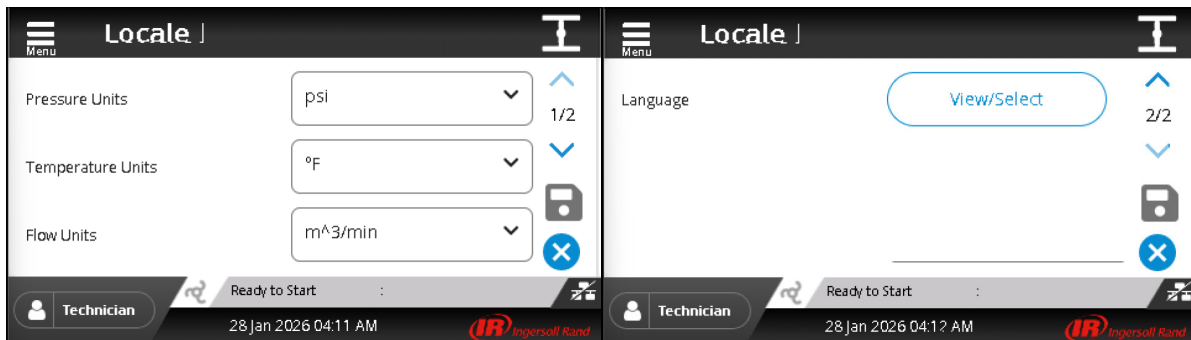 Locale
Menu
Pressure Units
psi
1/2
Temperature Units
°F
Flow Units
m^3/min
Ready to Start :
Technician
28 Jan 2026 04:11 AM
IR Ingersoll Rand
Locale
Menu
Language
View/Select
2/2
Ready to Start :
Technician
28 Jan 2026 04:12 AM
IR Ingersoll Rand